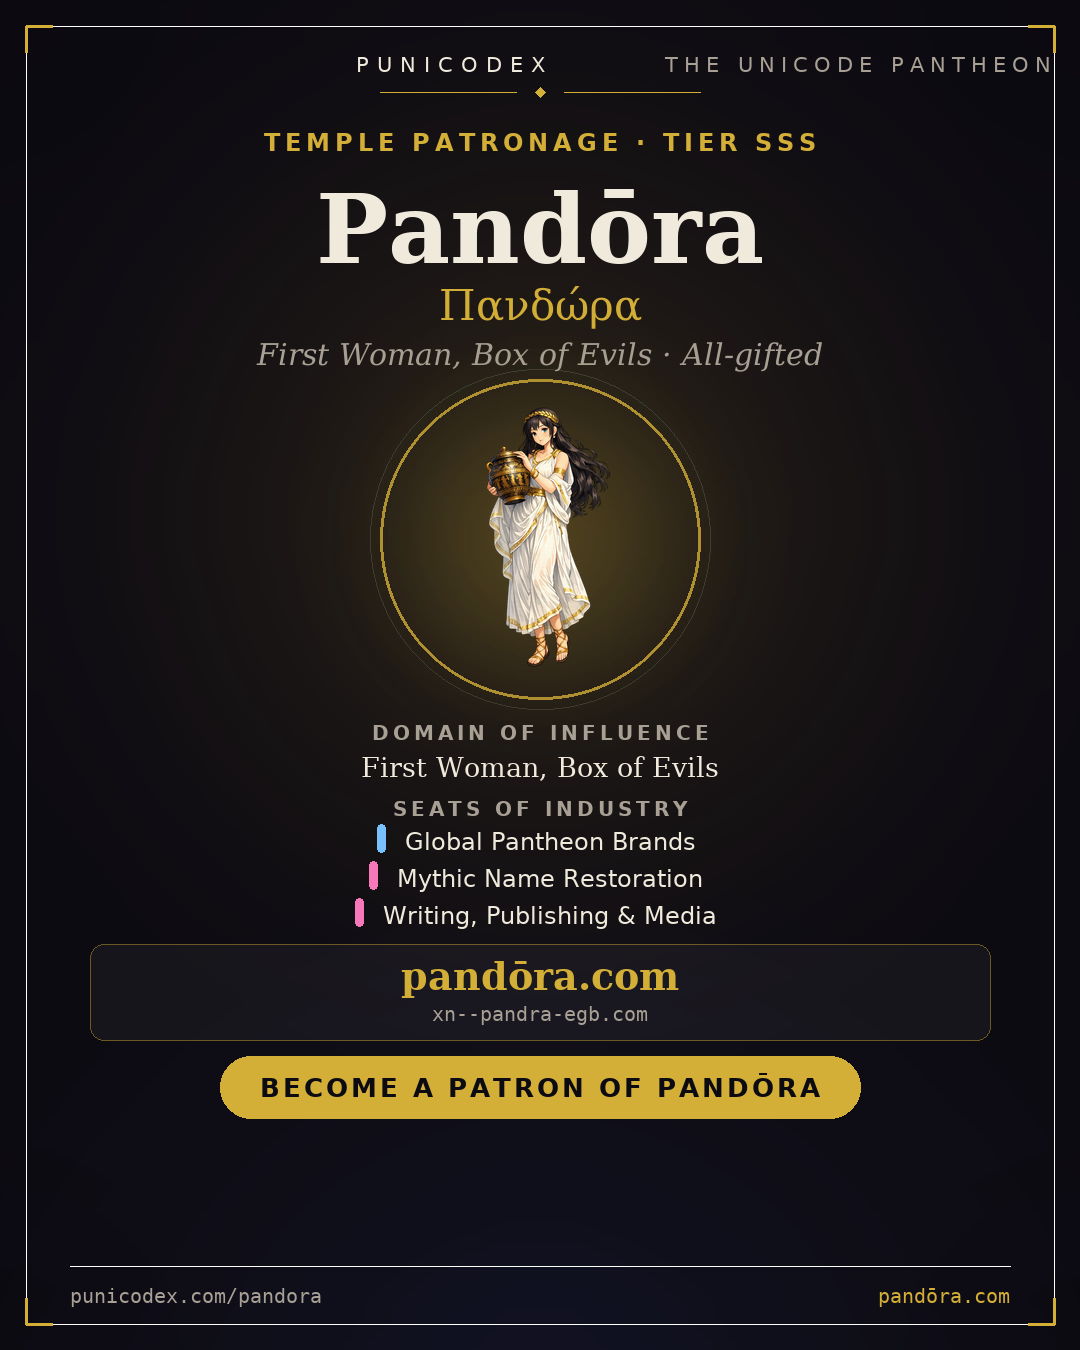 PUNICODEX THE UNICODE PANTHEON
TEMPLE PATRONAGE · TIER SSS
Pandōra
Πανδώρα
First Woman, Box of Evils · All-gifted
DOMAIN OF INFLUENCE
First Woman, Box of Evils
SEATS OF INDUSTRY
Global Pantheon Brands
Mythic Name Restoration
Writing, Publishing & Media
pandōra.com
xn--pandra-egb.com
BECOME A PATRON OF PANDŌRA
punicodex.com/pandora pandōra.com